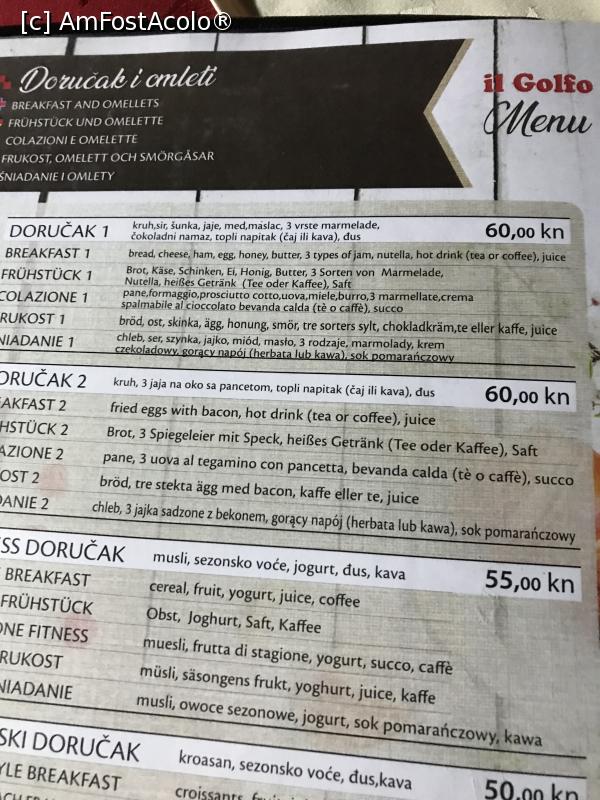 [c] AmFostAcolo®
Doručak i omleti
BREAKFAST AND OMELLETS
FRÜHSTÜCK UND OMELETTE
COLAZIONI E OMELETTE
FRUKOST, OMELETT OCH SMÖRGÅSAR
ŚNIADANIE I OMLETY
il Golfo
Menu
DORUČAK 1 kruh,sir, šunka, jaje, med,maslac, 3 vrste marmelade, 60,00 kn
čokoladni namaz, topli napitak (čaj ili kava), đus
BREAKFAST 1 bread, cheese, ham, egg, honey, butter, 3 types of jam, nutella, hot drink (tea or coffee), juice
FRÜHSTÜCK 1 Brot, Käse, Schinken, Ei, Honig, Butter, 3 Sorten von Marmelade,
Nutella, heißes Getränk (Tee oder Kaffee), Saft
COLAZIONE 1 pane,formaggio,prosciutto cotto,uova,miele,burro,3 marmellate,crema
spalmabile al cioccolato bevanda calda (tè o caffè), succo
RUKOST 1 bröd, ost, skinka, ägg, honung, smör, tre sorters sylt, chokladkräm,te eller kaffe, juice
NIADANIE 1 chleb, ser, szynka, jajko, miód, masło, 3 rodzaje, marmolady, krem
czekoladowy, gorący napój (herbata lub kawa), sok pomarańczowy
ORUČAK 2 kruh, 3 jaja na oko sa pancetom, topli napitak (čaj ili kava), đus 60,00 kn
EAKFAST 2 fried eggs with bacon, hot drink (tea or coffee), juice
HSTÜCK 2 Brot, 3 Spiegeleier mit Speck, heißes Getränk (Tee oder Kaffee), Saft
AZIONE 2 pane, 3 uova al tegamino con pancetta, bevanda calda (tè o caffè), succo
OST 2 bröd, tre stekta ägg med bacon, kaffe eller te, juice
DANIE 2 chleb, 3 jajka sadzone z bekonem, gorący napój (herbata lub kawa), sok pomarańczowy
SS DORUČAK musli, sezonsko voće, jogurt, đus, kava 55,00 kn
BREAKFAST cereal, fruit, yogurt, juice, coffee
FRÜHSTÜCK Obst, Joghurt, Saft, Kaffee
ONE FITNESS muesli, frutta di stagione, yogurt, succo, caffè
RUKOST müsli, säsongens frukt, yoghurt, juice, kaffe
NIADANIE musli, owoce sezonowe, jogurt, sok pomarańczowy, kawa
SKI DORUČAK kroasan, sezonsko voće, đus,kava 50,00 kn
YLE BREAKFAST croissants,